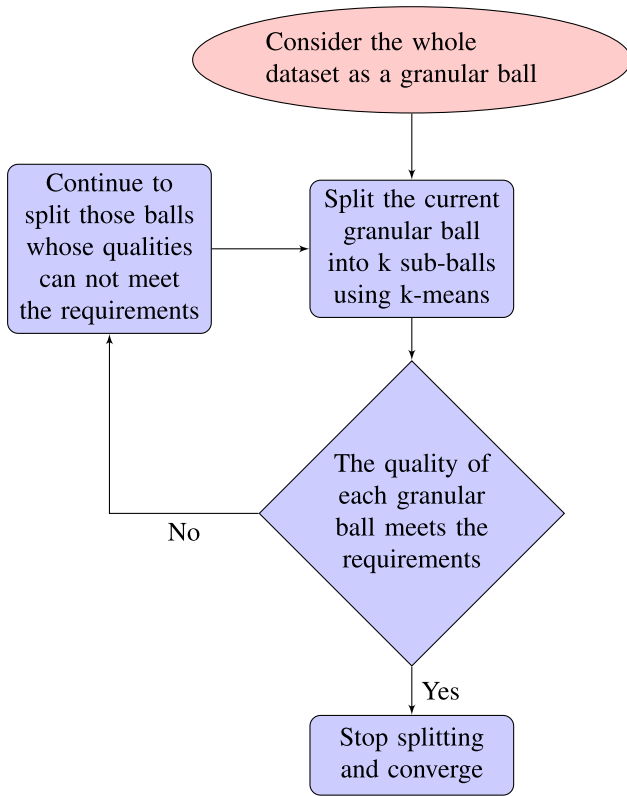 Consider the whole
dataset as a granular ball
Continue to
split those balls
whose qualities
can not meet
the requirements
Split the current
granular ball
into k sub-balls
using k-means
The quality of
each granular
ball meets the
requirements
No
Yes
Stop splitting
and converge